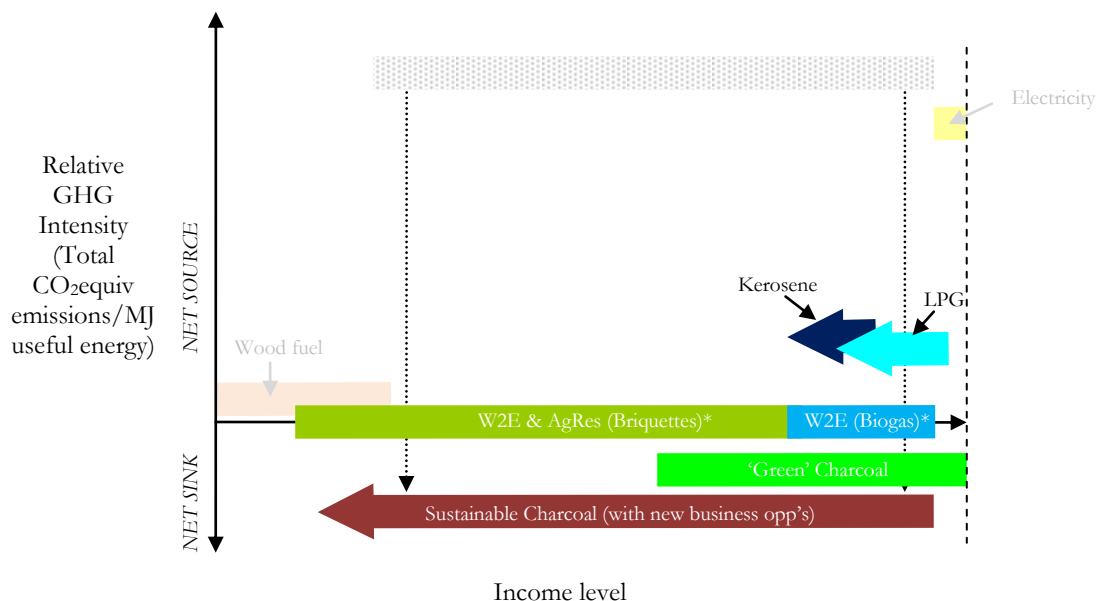 Electricity
Relative
GHG
Intensity
(Total
CO₂equiv
emissions/MJ
useful energy)
NET SOURCE
Kerosene
LPG
Wood fuel
W2E & AgRes (Briquettes)*
W2E (Biogas)*
'Green' Charcoal
NET SINK
Sustainable Charcoal (with new business opp's)
Income level